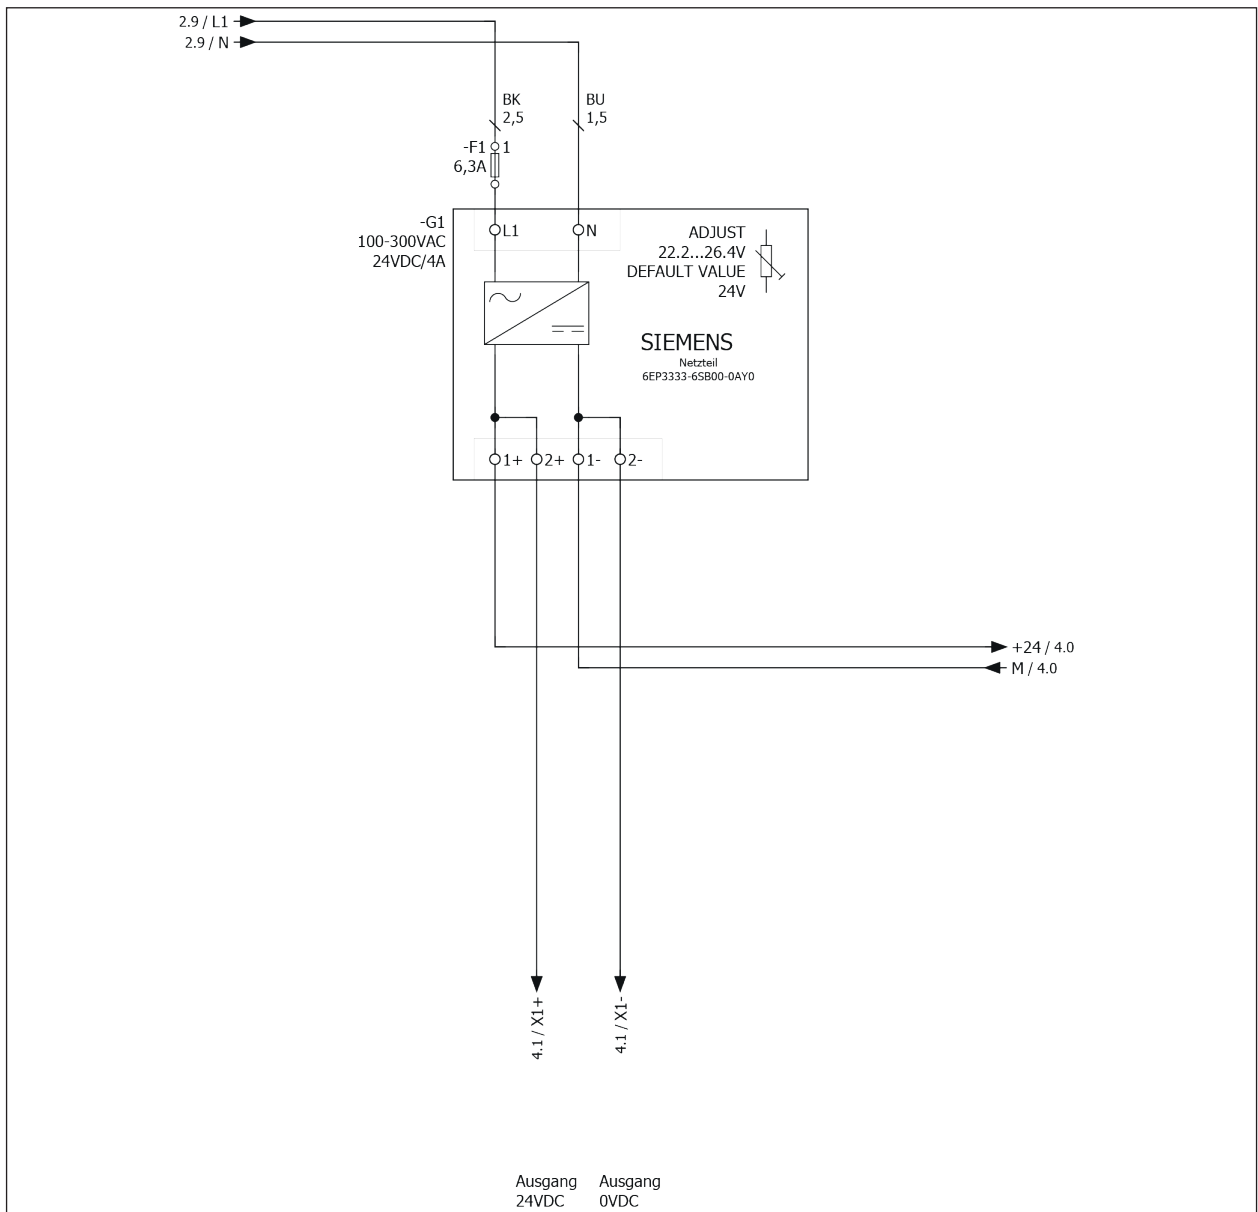 2.9 / L1
2.9 / N
BK
2,5
BU
1,5
-F1 1
6,3A
-G1
100-300VAC
24VDC/4A
L1 N
ADJUST
22.2...26.4V
DEFAULT VALUE
24V
SIEMENS
Netzteil
6EP3333-6SB00-0AY0
1+ 2+ 1- 2-
+24 / 4.0
M / 4.0
4.1 / X1+
4.1 / X1-
Ausgang
24VDC
Ausgang
0VDC